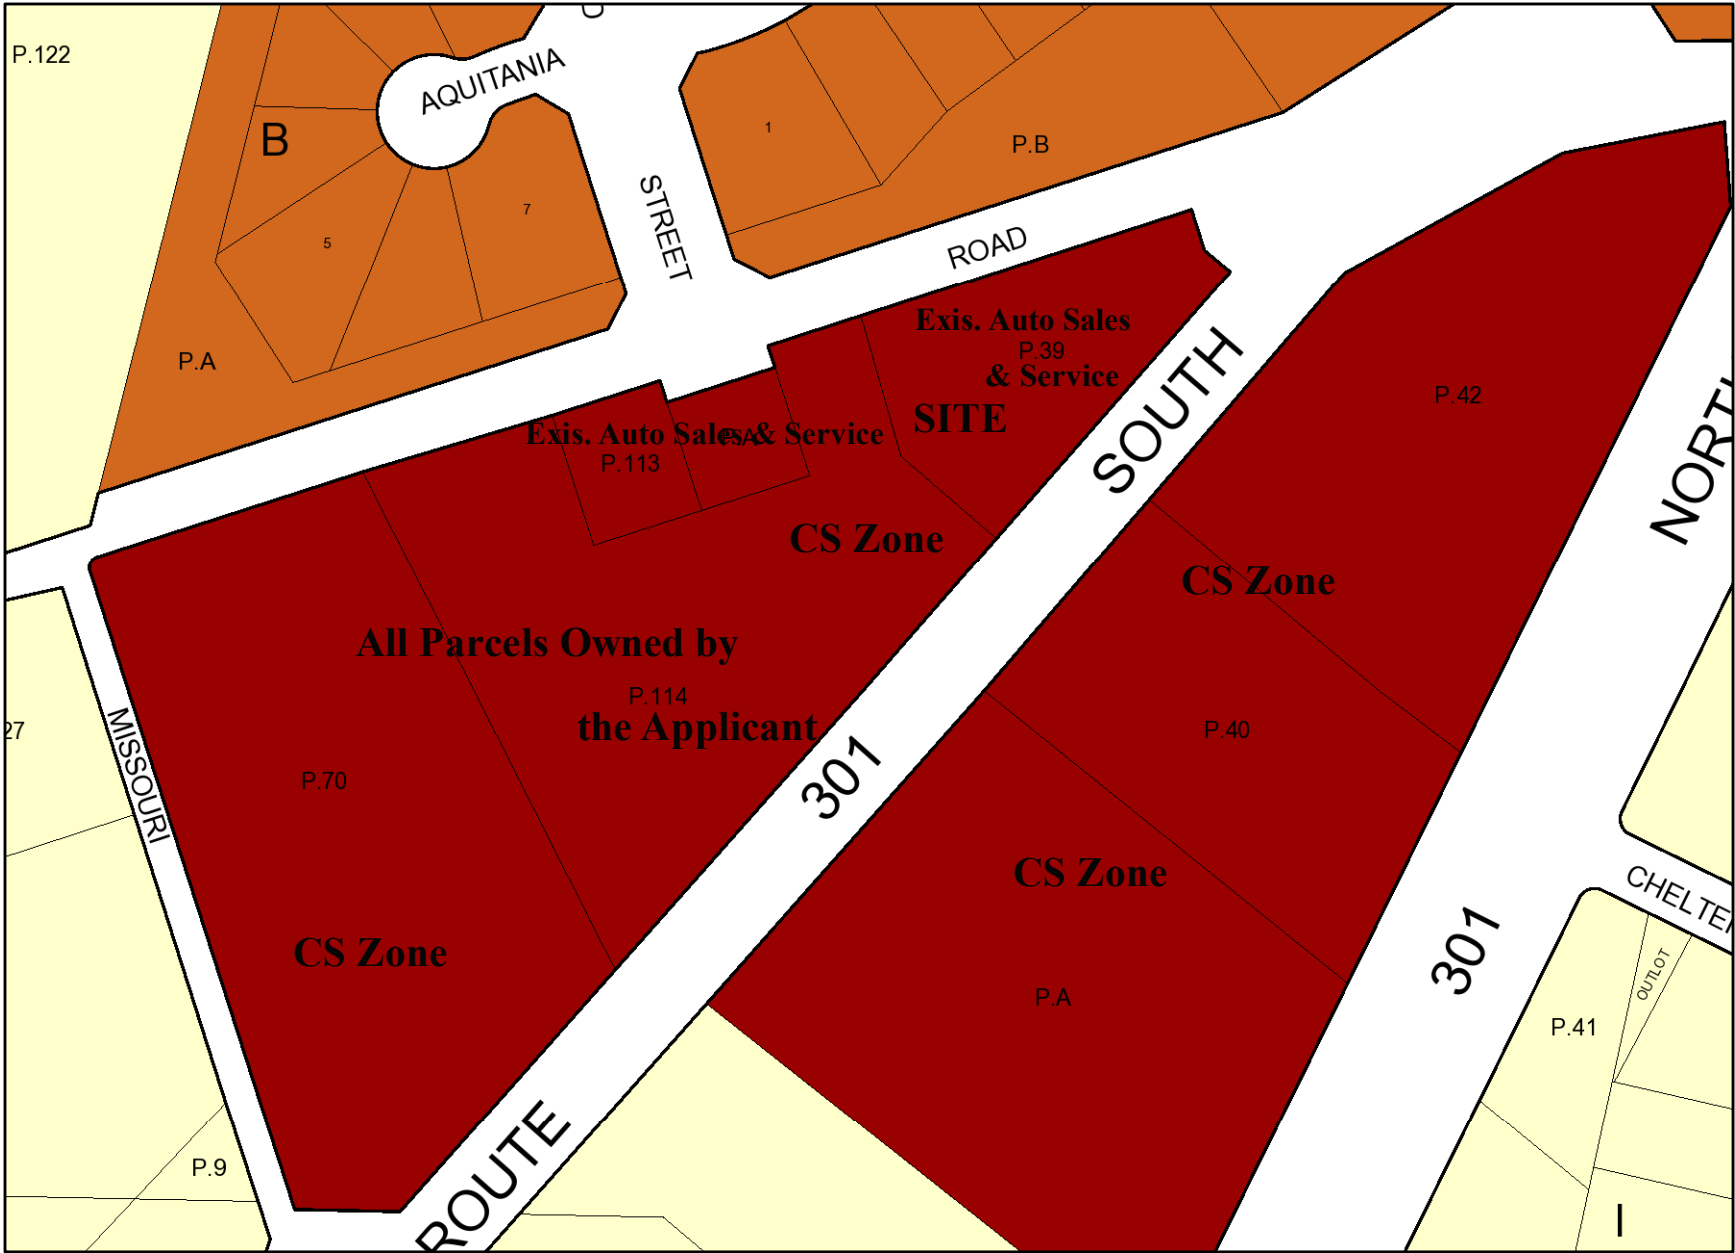 P.122
AQUITANIA
B
1
P.B
STREET
7
5
ROAD
P.A
Exis. Auto Sales
P.39
& Service
SOUTH
P.42
SITE
NORTH
Exis. Auto Sales & Service
P.A
P.113
CS Zone
CS Zone
All Parcels Owned by
P.114
the Applicant
27
MISSOURI
P.70
301
P.40
CS Zone
CHELTE
CS Zone
301
OUTLOT
P.A
P.41
P.9
ROUTE
I